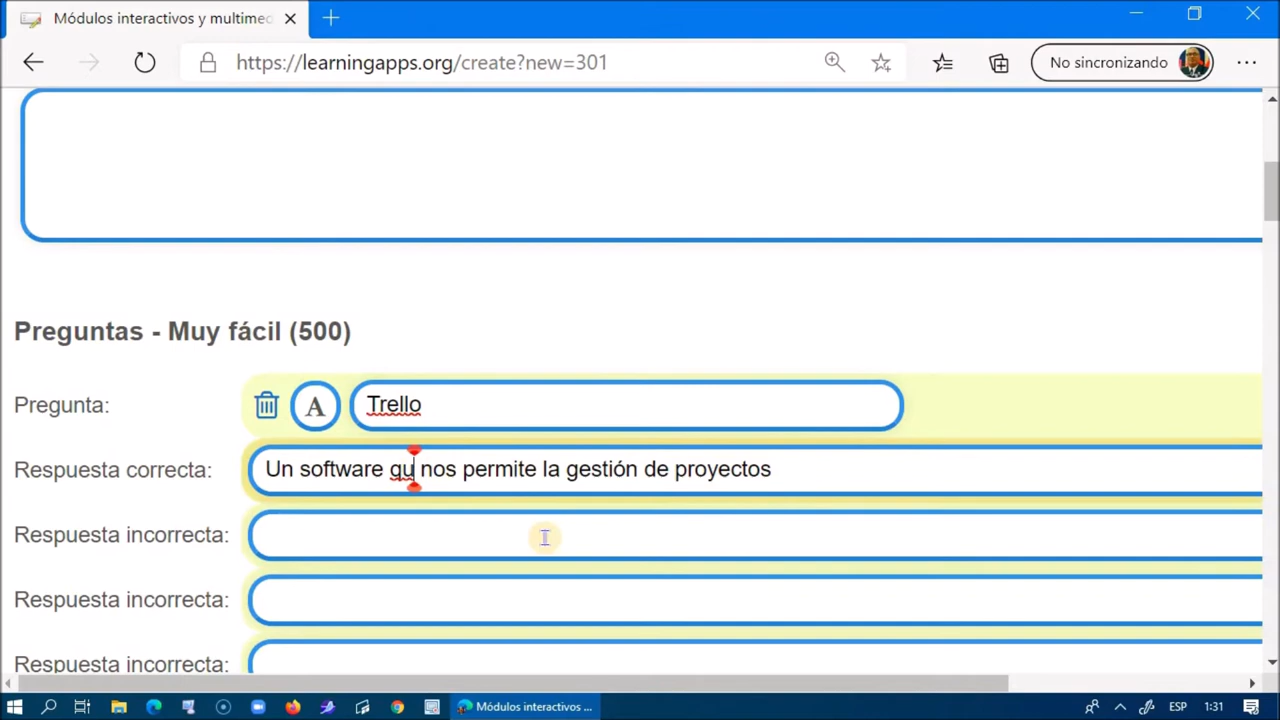 Módulos interactivos y multimed
https://learningapps.org/create?new=301
No sincronizando
Preguntas - Muy fácil (500)
Pregunta:
A
Trello
Respuesta correcta:
Un software qu nos permite la gestión de proyectos
Respuesta incorrecta:
Respuesta incorrecta:
Respuesta incorrecta:
Módulos interactivos ...
ESP
1:31